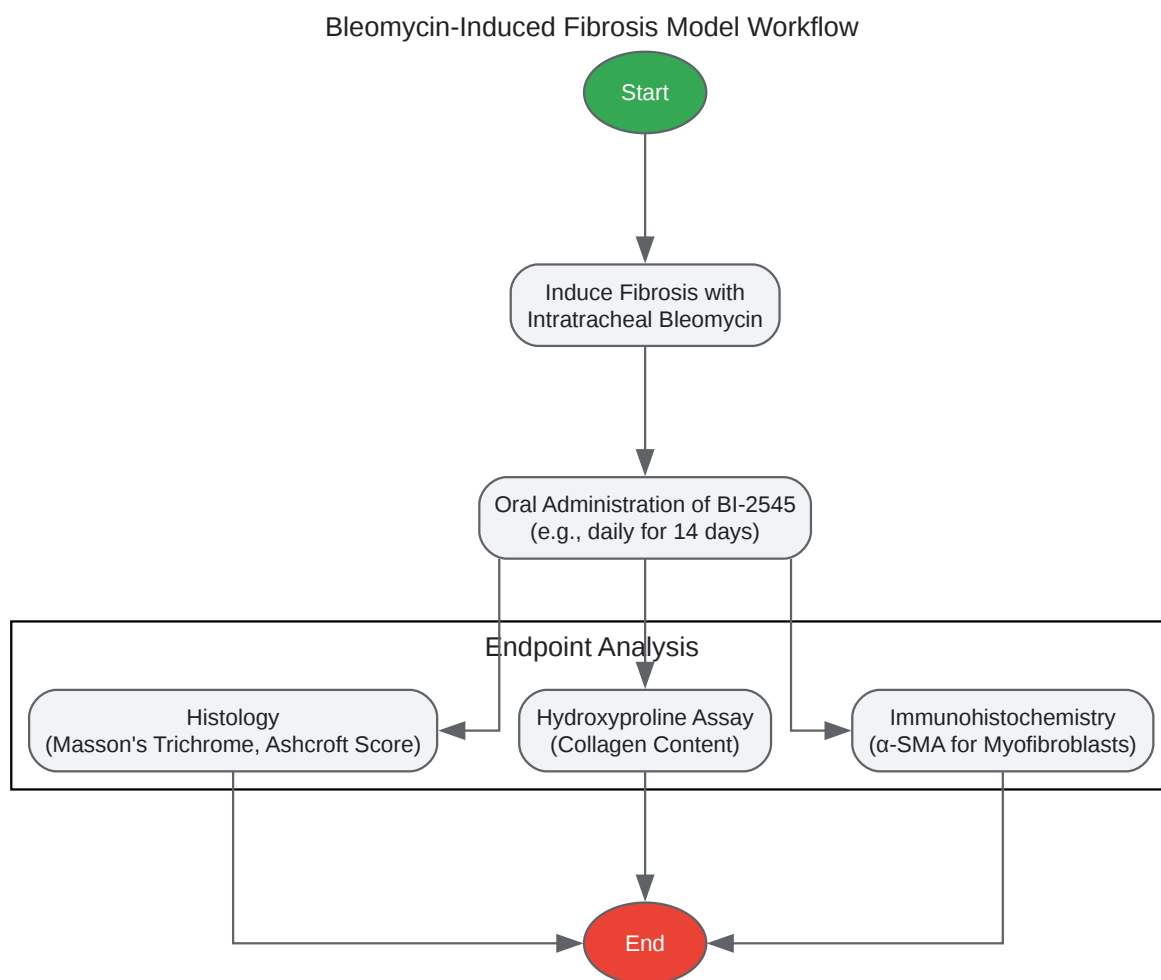 Bleomycin-Induced Fibrosis Model Workflow
Start
Induce Fibrosis with
Intratracheal Bleomycin
Oral Administration of BI-2545
(e.g., daily for 14 days)
Endpoint Analysis
Histology
(Masson's Trichrome, Ashcroft Score)
Hydroxyproline Assay
(Collagen Content)
Immunohistochemistry
(α-SMA for Myofibroblasts)
End